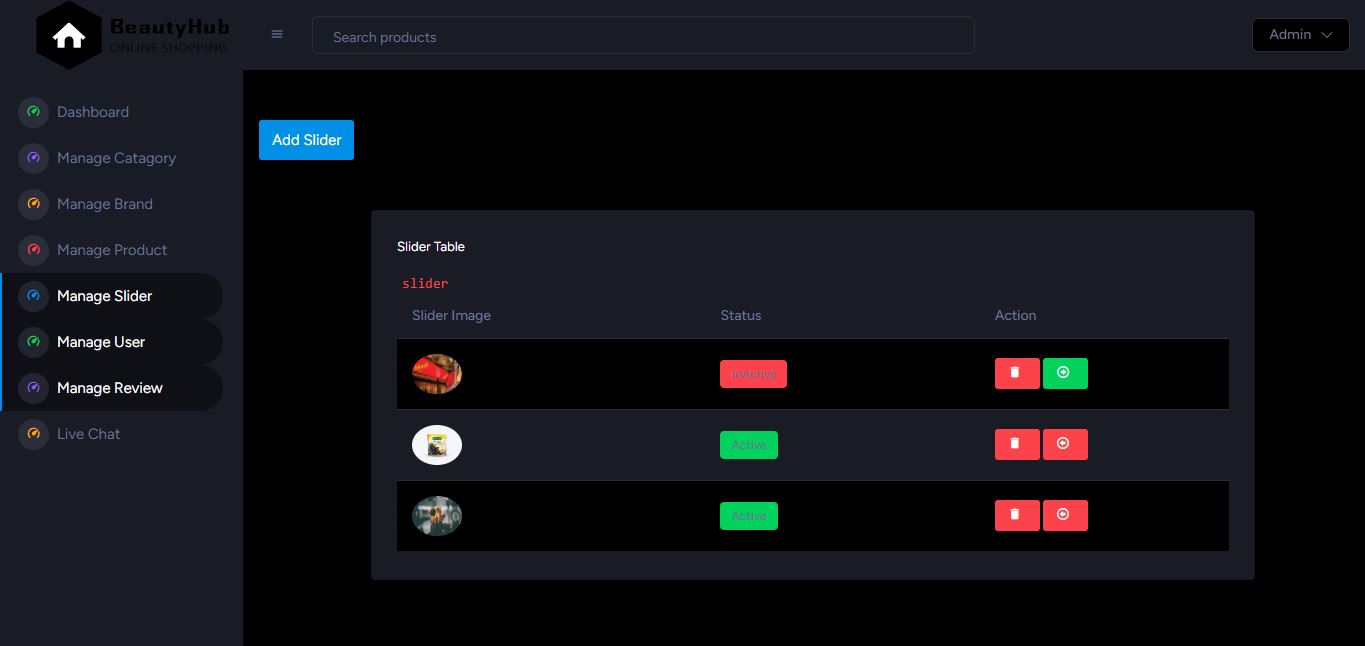 BeautyHub
ONLINE SHOPPING
Search products
Admin
Dashboard
Manage Catagory
Manage Brand
Manage Product
Manage Slider
Manage User
Manage Review
Live Chat
Add Slider
Slider Table
slider
Slider Image Status Action
InActive
Active
Active